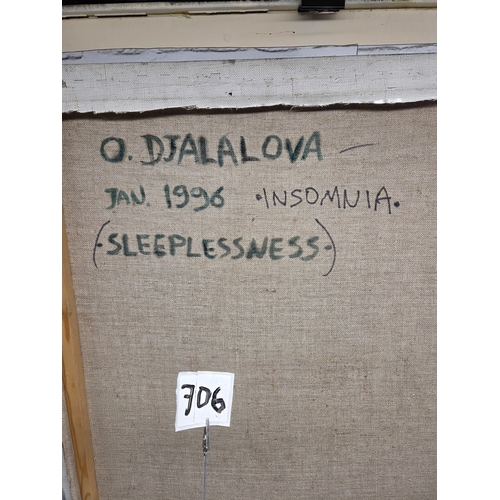 O. DJALALOVA —
JAN. 1996 • INSOMNIA •
(• SLEEPLESSNESS •)
706